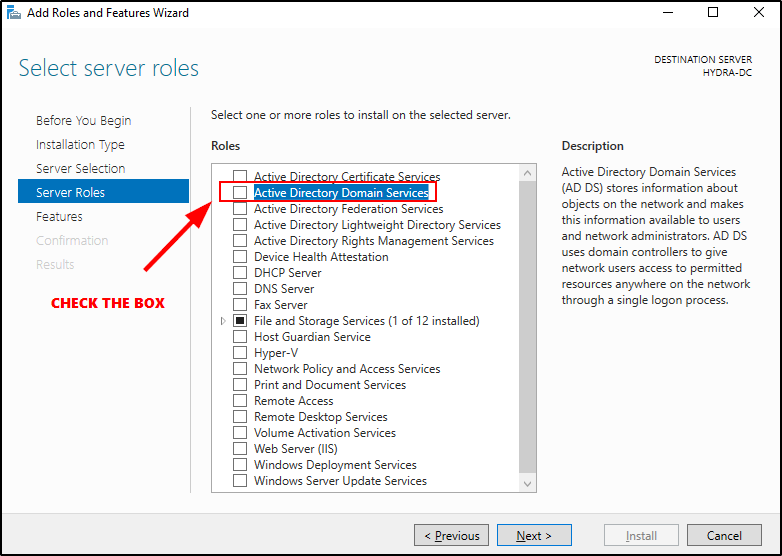 Add Roles and Features Wizard
Select server roles
DESTINATION SERVER
HYDRA-DC
Before You Begin
Installation Type
Server Selection
Server Roles
Features
Confirmation
Results
CHECK THE BOX
Select one or more roles to install on the selected server.
Roles
Active Directory Certificate Services
Active Directory Domain Services
Active Directory Federation Services
Active Directory Lightweight Directory Services
Active Directory Rights Management Services
Device Health Attestation
DHCP Server
DNS Server
Fax Server
File and Storage Services (1 of 12 installed)
Host Guardian Service
Hyper-V
Network Policy and Access Services
Print and Document Services
Remote Access
Remote Desktop Services
Volume Activation Services
Web Server (IIS)
Windows Deployment Services
Windows Server Update Services
Description
Active Directory Domain Services
(AD DS) stores information about
objects on the network and makes
this information available to users
and network administrators. AD DS
uses domain controllers to give
network users access to permitted
resources anywhere on the network
through a single logon process.
< Previous
Next >
Install
Cancel